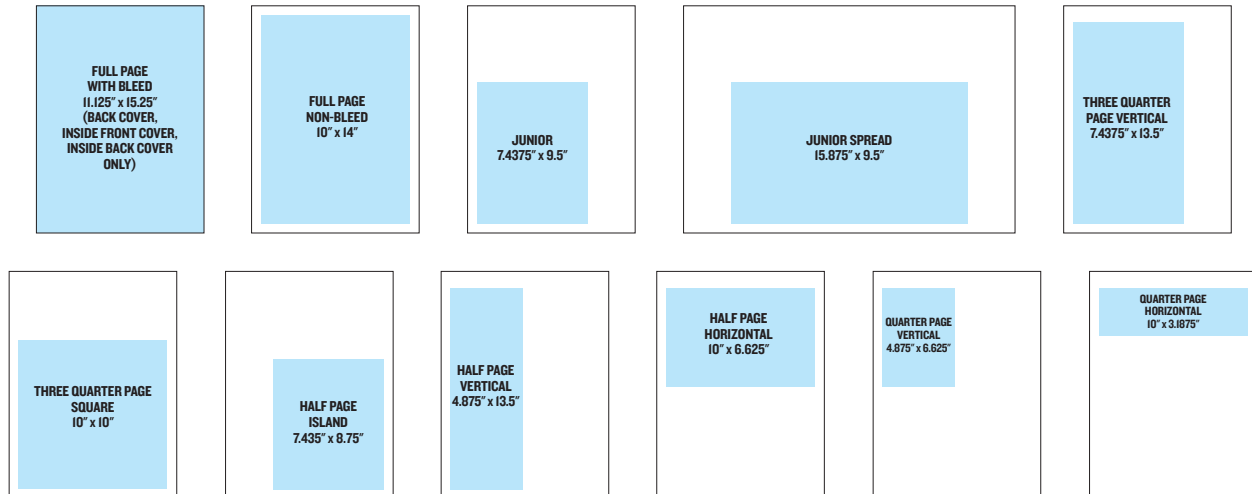 FULL PAGE
WITH BLEED
11.125" x 15.25"
(BACK COVER,
INSIDE FRONT COVER,
INSIDE BACK COVER
ONLY)
FULL PAGE
NON-BLEED
10" x 14"
JUNIOR
7.4375" x 9.5"
JUNIOR SPREAD
15.875" x 9.5"
THREE QUARTER
PAGE VERTICAL
7.4375" x 13.5"
THREE QUARTER PAGE
SQUARE
10" x 10"
HALF PAGE
ISLAND
7.435" x 8.75"
HALF PAGE
VERTICAL
4.875" x 13.5"
HALF PAGE
HORIZONTAL
10" x 6.625"
QUARTER PAGE
VERTICAL
4.875" x 6.625"
QUARTER PAGE
HORIZONTAL
10" x 3.1875"